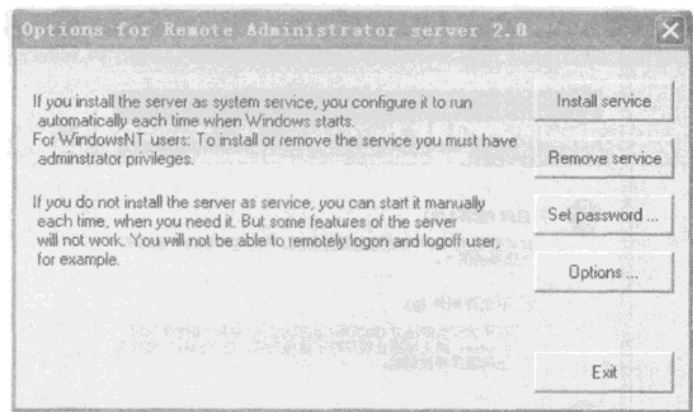 Options for Remote Administrator server 2.0
If you install the server as system service, you configure it to run
automatically each time when Windows starts.
For WindowsNT users: To install or remove the service you must have
adminstrator privileges.
If you do not install the server as service, you can start it manually
each time, when you need it. But some features of the server
will not work. You will not be able to remotely logon and logoff user,
for example.
Install service
Remove service
Set password ...
Options ...
Exit